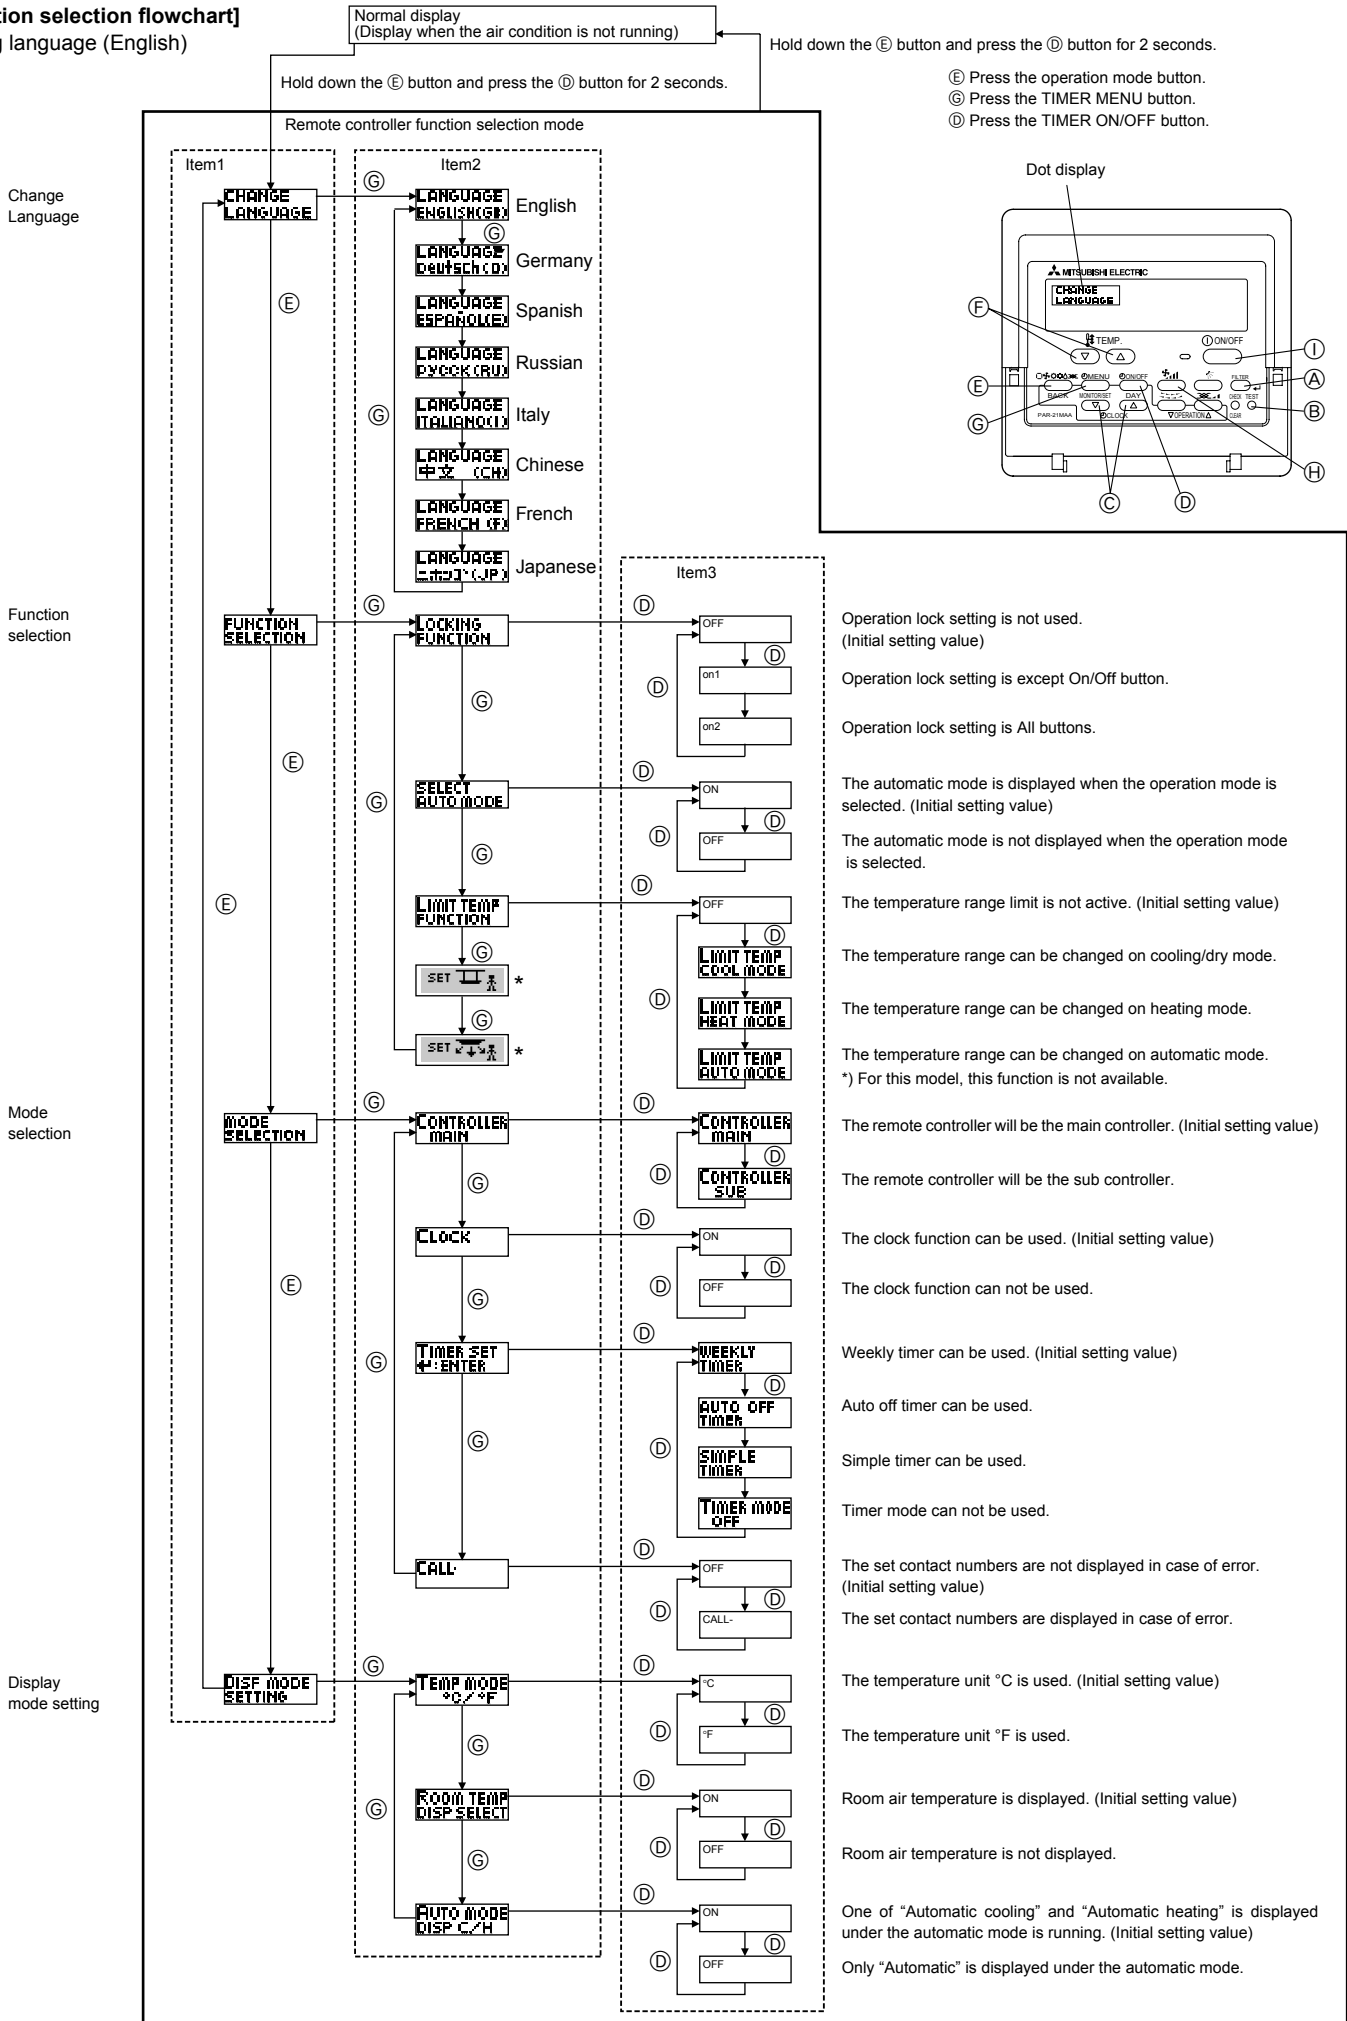 tion selection flowchart]
g language (English)
Normal display
(Display when the air condition is not running)
Hold down the Ⓔ button and press the Ⓓ button for 2 seconds.
Hold down the Ⓔ button and press the Ⓓ button for 2 seconds.
Ⓔ Press the operation mode button.
Ⓖ Press the TIMER MENU button.
Ⓓ Press the TIMER ON/OFF button.
Remote controller function selection mode
Item1
Item2
Dot display
MITSUBISHI ELECTRIC
CHANGE
LANGUAGE
TEMP.
ON/OFF
MENU
ON/OFF
FILTER
BACK
MONITOR/SET
DAY
CHECK TEST
PAR-21MAA
CLOCK
OPERATION
CLEAR
Ⓕ
Ⓔ
Ⓖ
Ⓒ
Ⓓ
Ⓘ
Ⓐ
Ⓑ
Ⓗ
Change
Language
CHANGE
LANGUAGE
Ⓖ
Ⓔ
LANGUAGE
ENGLISH(GB)
English
Ⓖ
LANGUAGE
Deutsch(D)
Germany
LANGUAGE
ESPAÑOL(E)
Spanish
LANGUAGE
РУССК(RU)
Russian
Ⓖ
LANGUAGE
ITALIANO(I)
Italy
LANGUAGE
中文 (CH)
Chinese
LANGUAGE
FRENCH (F)
French
LANGUAGE
ニホンゴ(JP)
Japanese
Item3
Function
selection
FUNCTION
SELECTION
Ⓖ
Ⓔ
Ⓔ
LOCKING
FUNCTION
Ⓓ
OFF
Operation lock setting is not used.
(Initial setting value)
Ⓓ
Ⓓ
on1
Operation lock setting is except On/Off button.
Ⓖ
on2
Operation lock setting is All buttons.
SELECT
AUTO MODE
Ⓖ
Ⓓ
ON
The automatic mode is displayed when the operation mode is
selected. (Initial setting value)
Ⓓ
Ⓓ
OFF
The automatic mode is not displayed when the operation mode
is selected.
Ⓖ
LIMIT TEMP
FUNCTION
Ⓓ
OFF
The temperature range limit is not active. (Initial setting value)
Ⓓ
Ⓖ
LIMIT TEMP
COOL MODE
The temperature range can be changed on cooling/dry mode.
SET
*
Ⓓ
LIMIT TEMP
HEAT MODE
The temperature range can be changed on heating mode.
Ⓖ
SET
*
LIMIT TEMP
AUTO MODE
The temperature range can be changed on automatic mode.
*) For this model, this function is not available.
Mode
selection
MODE
SELECTION
Ⓖ
Ⓔ
CONTROLLER
MAIN
Ⓓ
CONTROLLER
MAIN
The remote controller will be the main controller. (Initial setting value)
Ⓓ
Ⓓ
Ⓖ
CONTROLLER
SUB
The remote controller will be the sub controller.
CLOCK
Ⓓ
ON
The clock function can be used. (Initial setting value)
Ⓓ
Ⓓ
Ⓖ
OFF
The clock function can not be used.
TIMER SET
↵:ENTER
Ⓖ
Ⓓ
WEEKLY
TIMER
Weekly timer can be used. (Initial setting value)
Ⓓ
AUTO OFF
TIMER
Auto off timer can be used.
Ⓖ
Ⓓ
SIMPLE
TIMER
Simple timer can be used.
TIMER MODE
OFF
Timer mode can not be used.
CALL-
Ⓓ
OFF
The set contact numbers are not displayed in case of error.
(Initial setting value)
Ⓓ
Ⓓ
CALL-
The set contact numbers are displayed in case of error.
Display
mode setting
DISP MODE
SETTING
Ⓖ
TEMP MODE
°C/°F
Ⓓ
°C
The temperature unit °C is used. (Initial setting value)
Ⓓ
Ⓓ
Ⓖ
°F
The temperature unit °F is used.
ROOM TEMP
DISP SELECT
Ⓖ
Ⓓ
ON
Room air temperature is displayed. (Initial setting value)
Ⓓ
Ⓓ
Ⓖ
OFF
Room air temperature is not displayed.
AUTO MODE
DISP C/H
Ⓓ
ON
One of “Automatic cooling” and “Automatic heating” is displayed
under the automatic mode is running. (Initial setting value)
Ⓓ
Ⓓ
OFF
Only “Automatic” is displayed under the automatic mode.